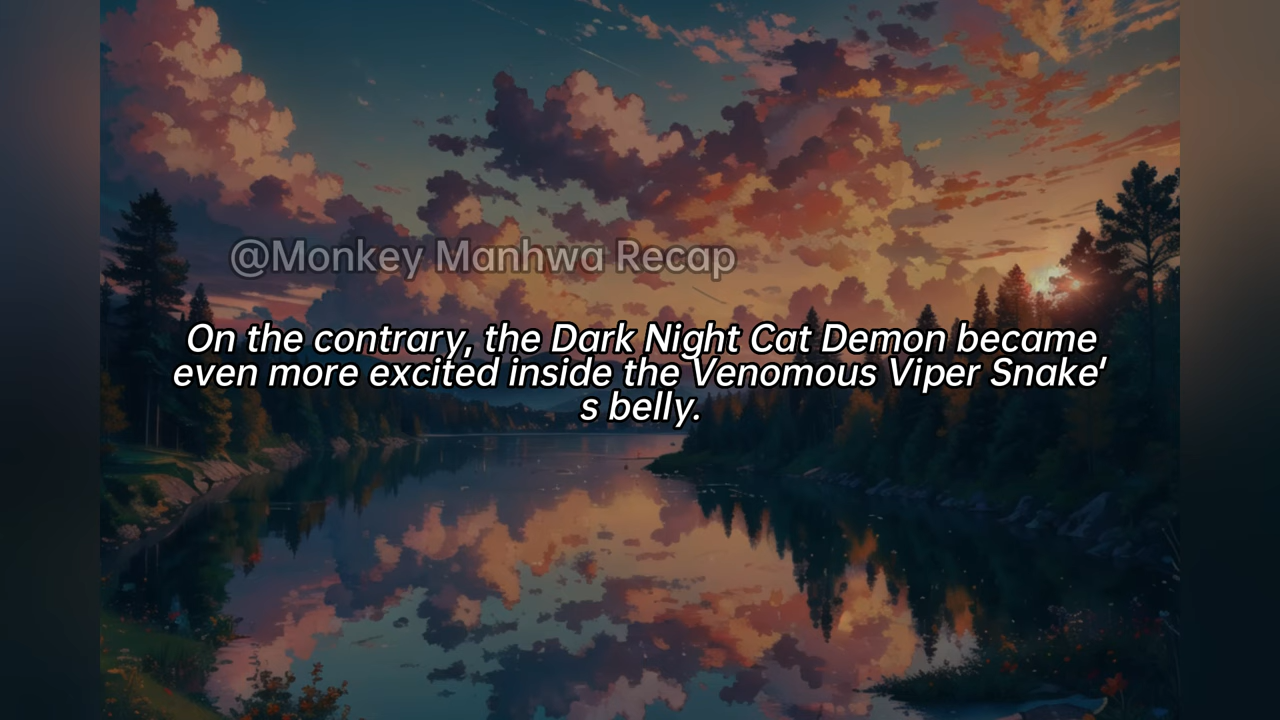 @Monkey Manhwa Recap
On the contrary, the Dark Night Cat Demon became
even more excited inside the Venomous Viper Snake'
s belly.